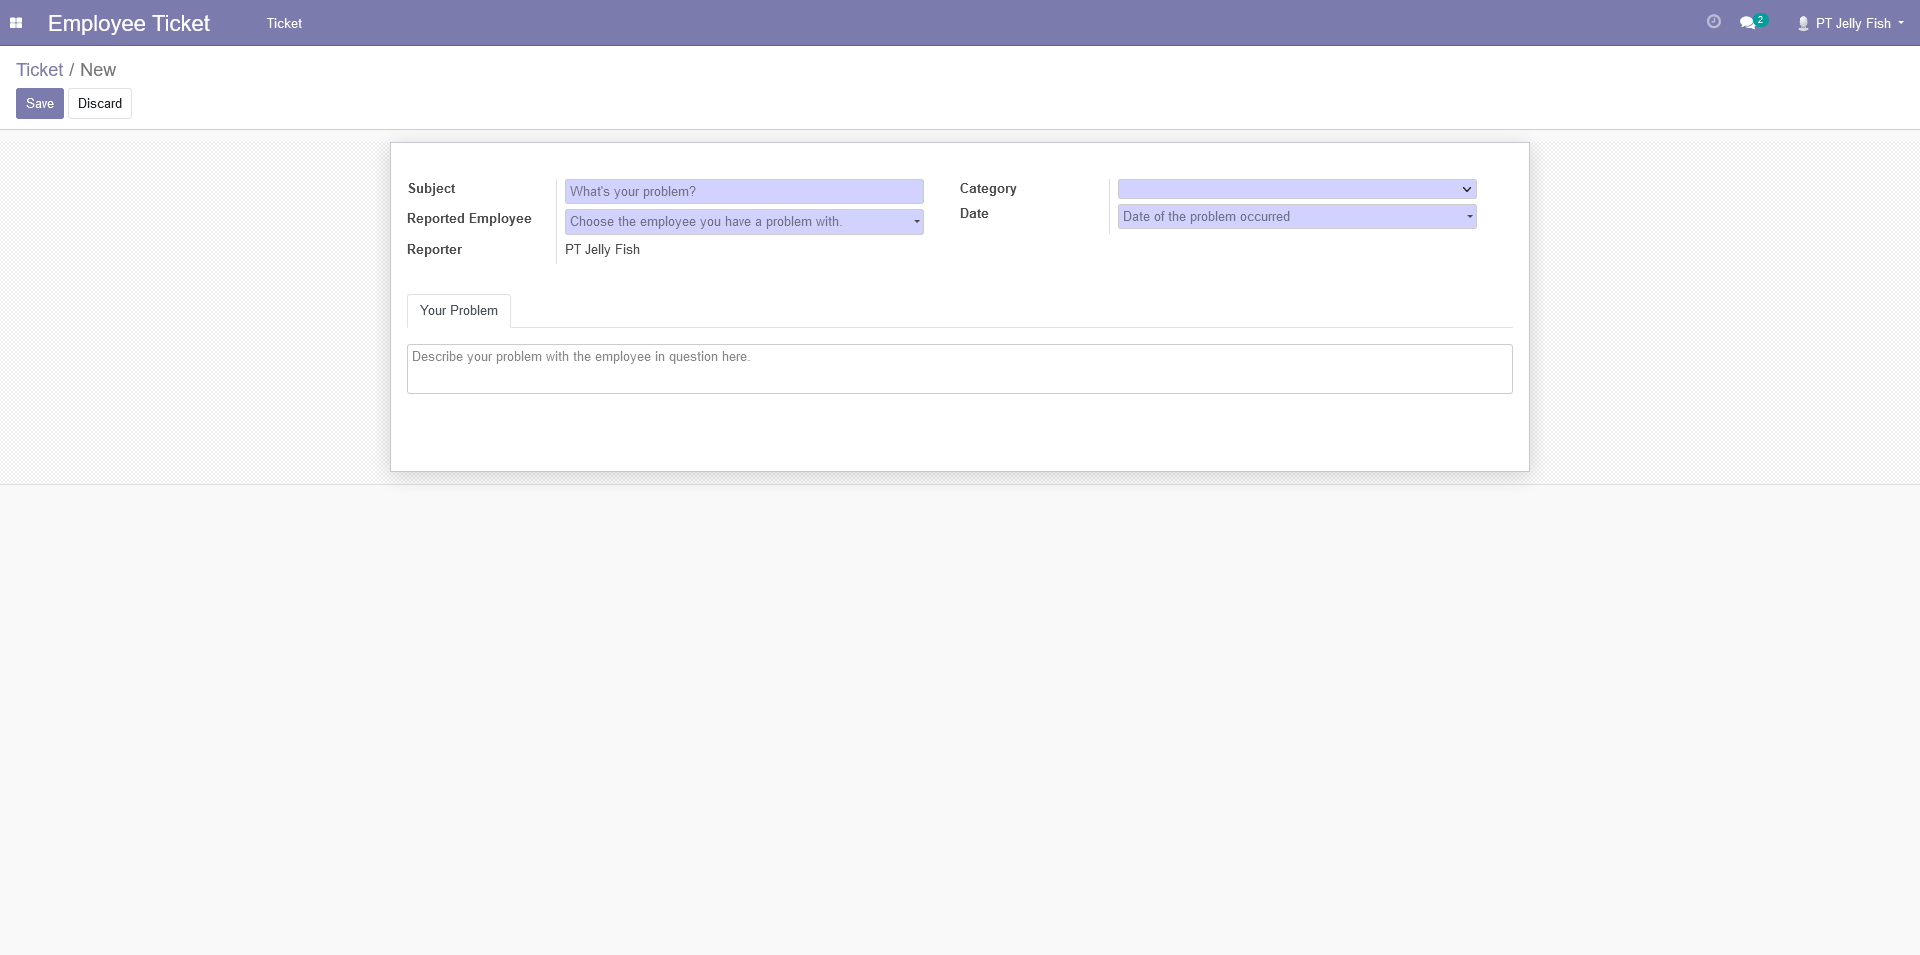 Employee Ticket Ticket 2 PT Jelly Fish
Ticket / New
Save Discard
Subject What's your problem? Category
Reported Employee Choose the employee you have a problem with. Date Date of the problem occurred
Reporter PT Jelly Fish
Your Problem
Describe your problem with the employee in question here.